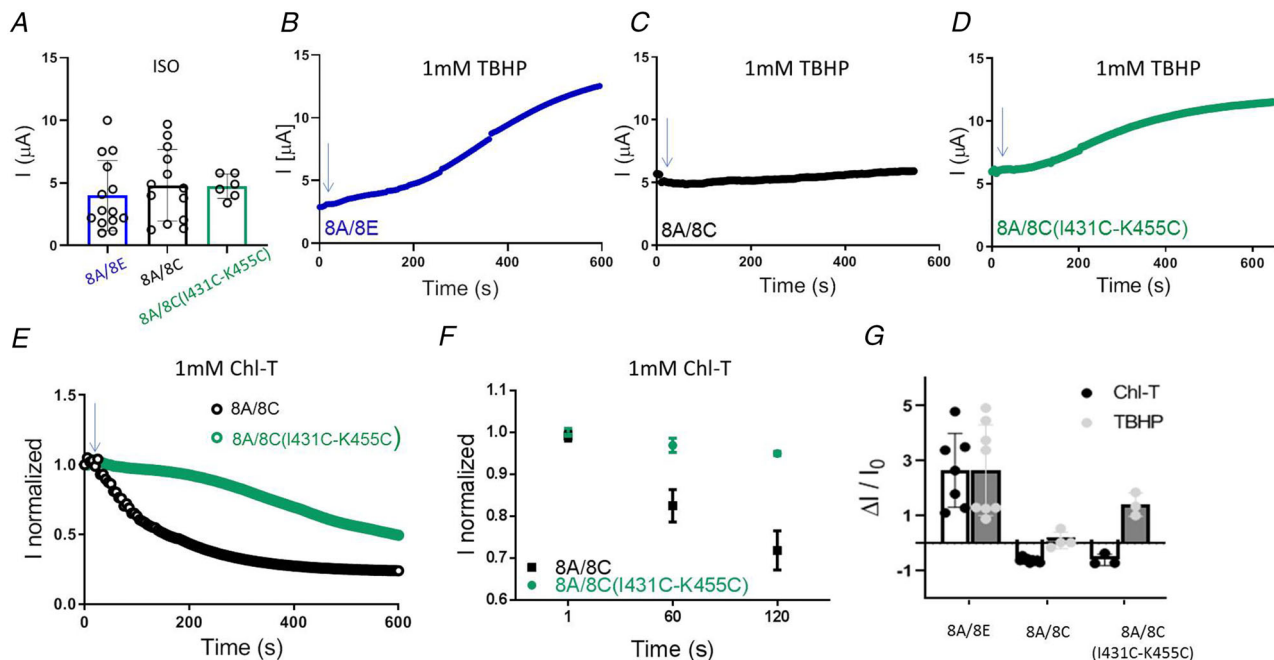 A
ISO
15
10
5
0
I (μA)
8A/8E
8A/8C
8A/8C(I431C-K455C)
B
1mM TBHP
15
10
5
0
I [μA]
8A/8E
0 200 400 600
Time (s)
C
1mM TBHP
15
10
5
0
I (μA)
8A/8C
0 200 400 600
Time (s)
D
1mM TBHP
15
10
5
0
I (μA)
8A/8C(I431C-K455C)
0 200 400 600
Time (s)
E
1mM Chl-T
1.5
1.0
0.5
0.0
I normalized
8A/8C
8A/8C(I431C-K455C)
0 200 400 600
Time (s)
F
1mM Chl-T
1.1
1.0
0.9
0.8
0.7
0.6
I normalized
8A/8C
8A/8C(I431C-K455C)
1 60 120
Time (s)
G
Chl-T
TBHP
5
3
1
-1
ΔI / I₀
8A/8E
8A/8C
8A/8C
(I431C-K455C)